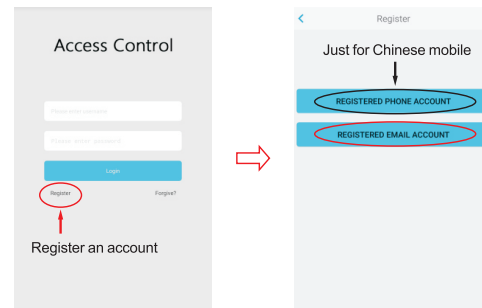 Access Control
Please enter username
Please enter password
Login
Register
Forgive?
Register an account
Register
Just for Chinese mobile
REGISTERED PHONE ACCOUNT
REGISTERED EMAIL ACCOUNT